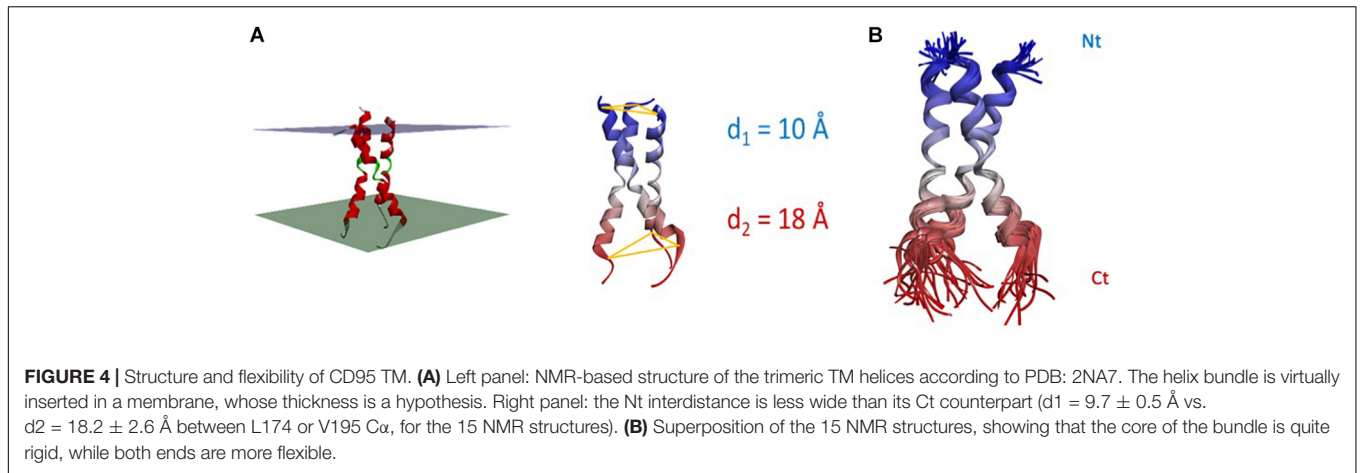 A
B
Nt
d₁ = 10 Å
d₂ = 18 Å
Ct
FIGURE 4 | Structure and flexibility of CD95 TM. (A) Left panel: NMR-based structure of the trimeric TM helices according to PDB: 2NA7. The helix bundle is virtually
inserted in a membrane, whose thickness is a hypothesis. Right panel: the Nt interdistance is less wide than its Ct counterpart (d1 = 9.7 ± 0.5 Å vs.
d2 = 18.2 ± 2.6 Å between L174 or V195 Cα, for the 15 NMR structures). (B) Superposition of the 15 NMR structures, showing that the core of the bundle is quite
rigid, while both ends are more flexible.